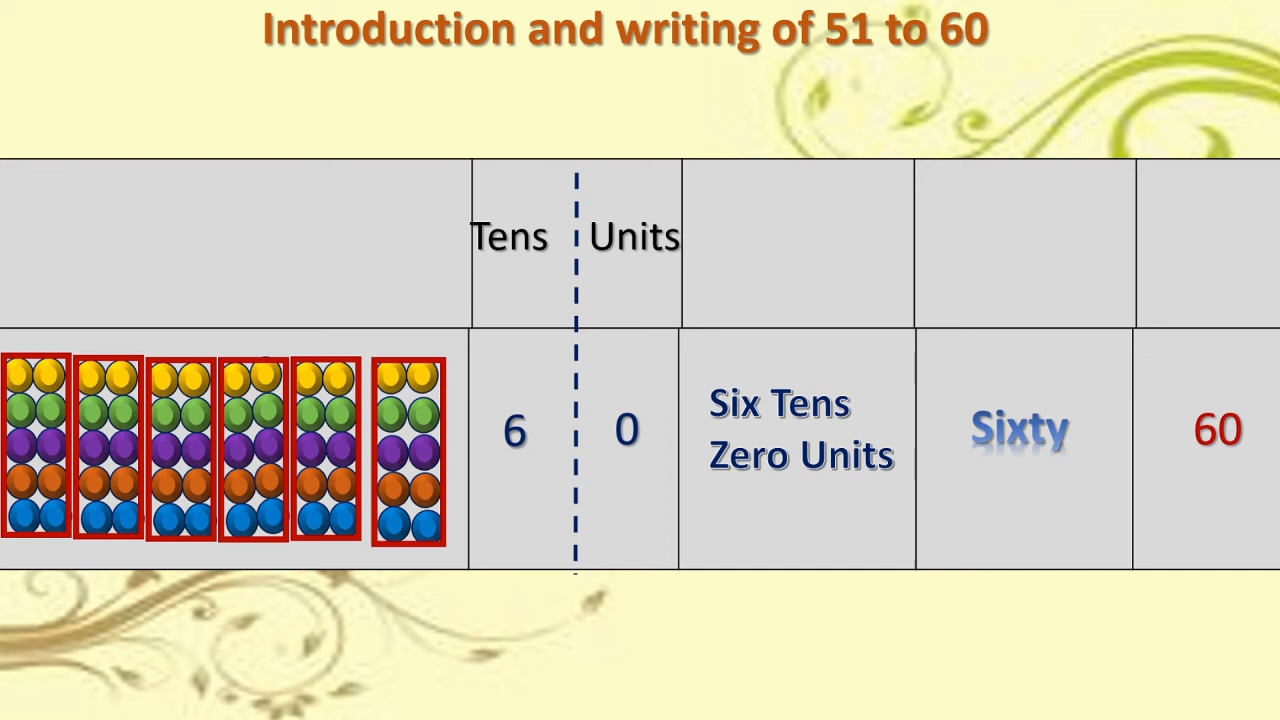 Introduction and writing of 51 to 60
Tens Units
6 0 Six Tens Zero Units Sixty 60